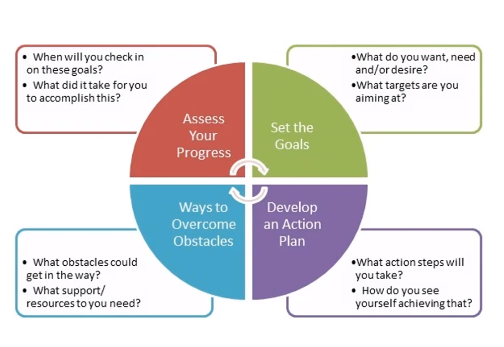 • When will you check in
on these goals?
• What did it take for you
to accomplish this?
•What do you want, need
and/or desire?
•What targets are you
aiming at?
Assess
Your
Progress
Set the
Goals
Ways to
Overcome
Obstacles
Develop
an Action
Plan
• What obstacles could
get in the way?
• What support/
resources to you need?
•What action steps will
you take?
• How do you see
yourself achieving that?